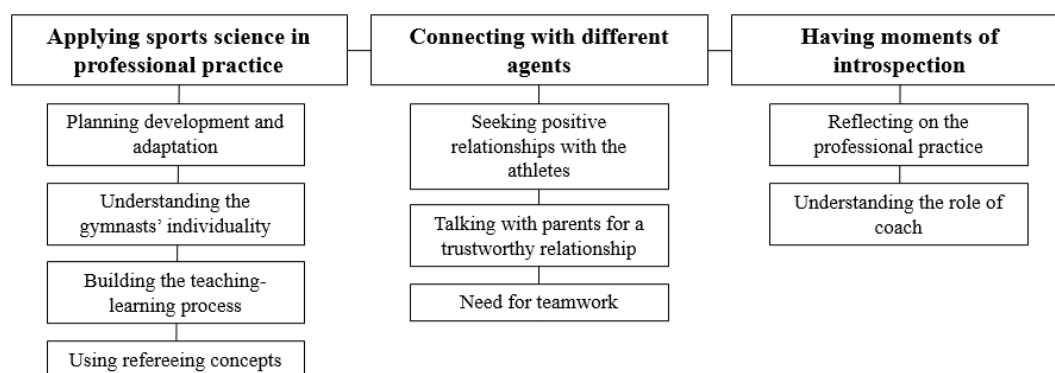 Applying sports science in
professional practice
Planning development and
adaptation
Understanding the
gymnasts’ individuality
Building the teaching-
learning process
Using refereeing concepts
Connecting with different
agents
Seeking positive
relationships with the
athletes
Talking with parents for a
trustworthy relationship
Need for teamwork
Having moments of
introspection
Reflecting on the
professional practice
Understanding the role of
coach